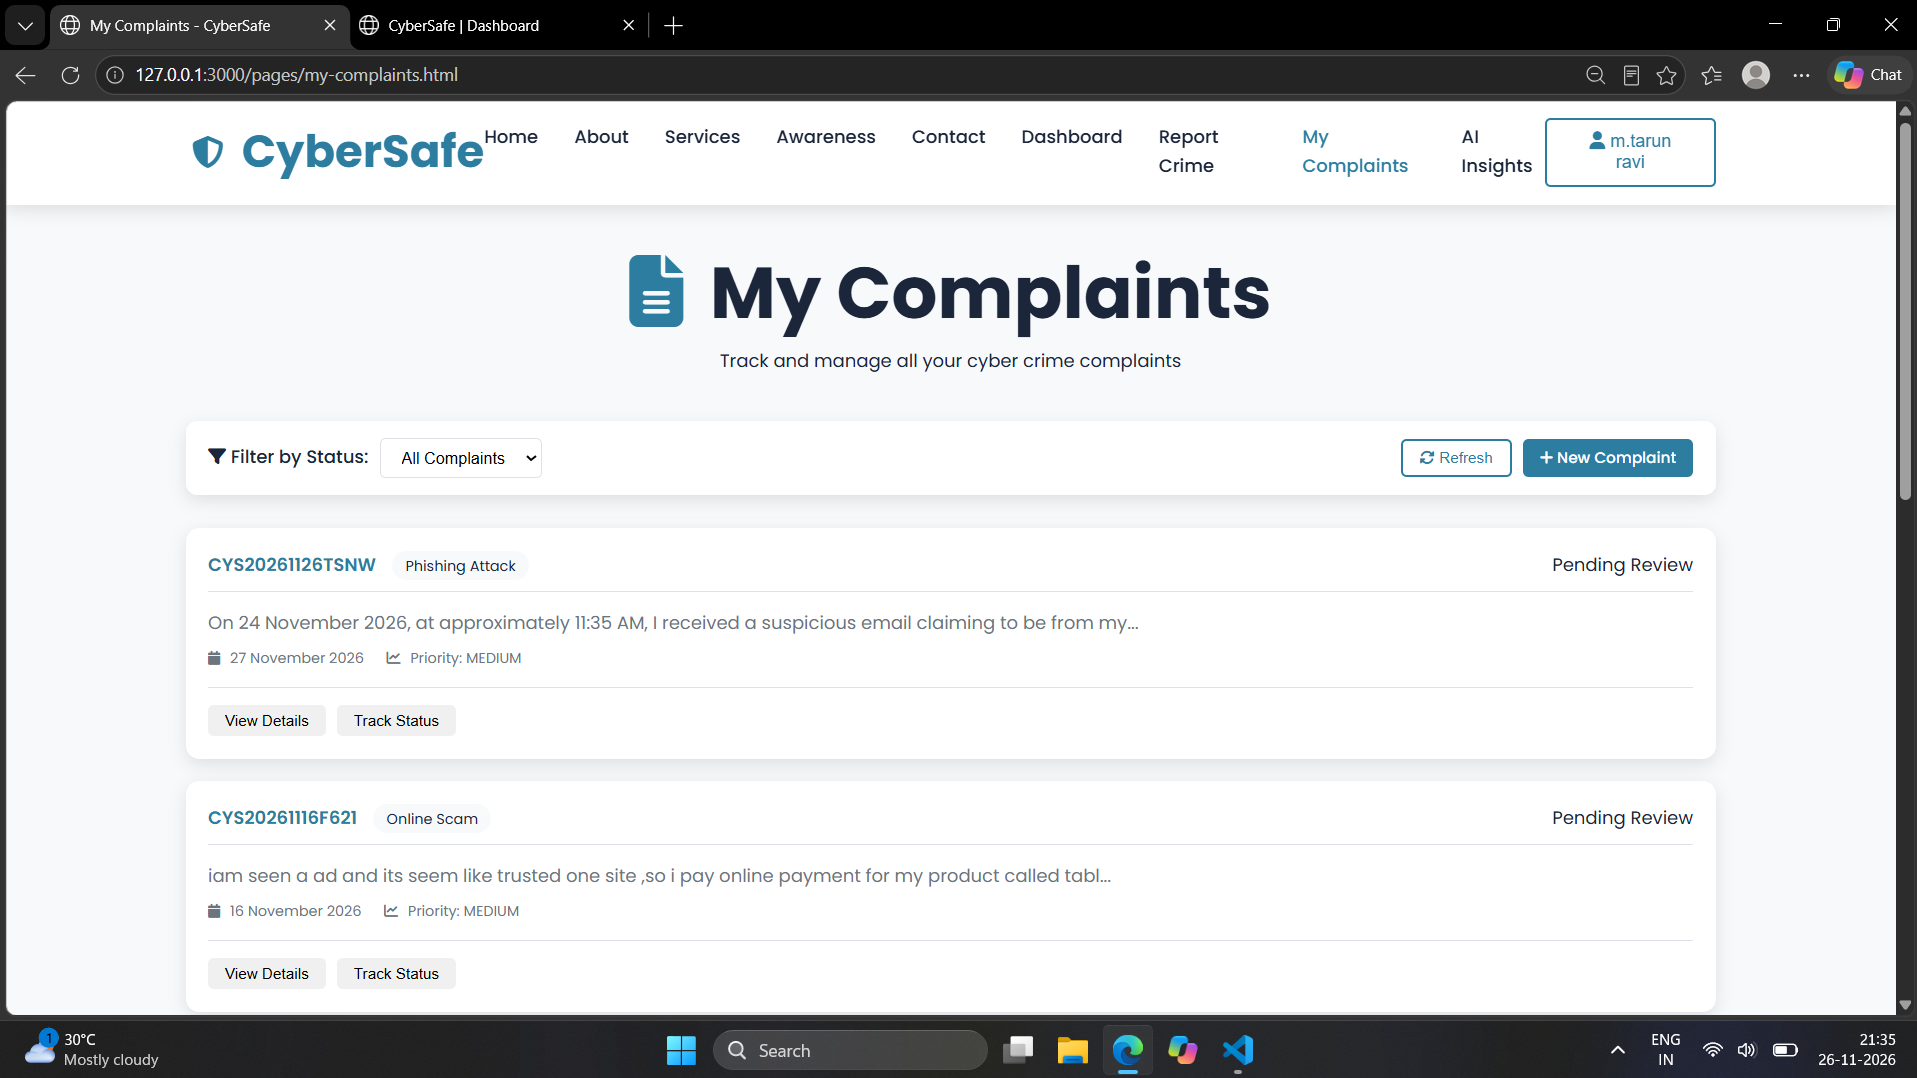 My Complaints - CyberSafe
CyberSafe | Dashboard
127.0.0.1:3000/pages/my-complaints.html
Chat
CyberSafe
Home
About
Services
Awareness
Contact
Dashboard
Report
Crime
My
Complaints
AI
Insights
m.tarun
ravi
My Complaints
Track and manage all your cyber crime complaints
Filter by Status:
All Complaints
Refresh
+ New Complaint
CYS20261126TSNW
Phishing Attack
Pending Review
On 24 November 2026, at approximately 11:35 AM, I received a suspicious email claiming to be from my...
27 November 2026
Priority: MEDIUM
View Details
Track Status
CYS20261116F621
Online Scam
Pending Review
iam seen a ad and its seem like trusted one site ,so i pay online payment for my product called tabl...
16 November 2026
Priority: MEDIUM
View Details
Track Status
1
30°C
Mostly cloudy
Search
ENG
IN
21:35
26-11-2026